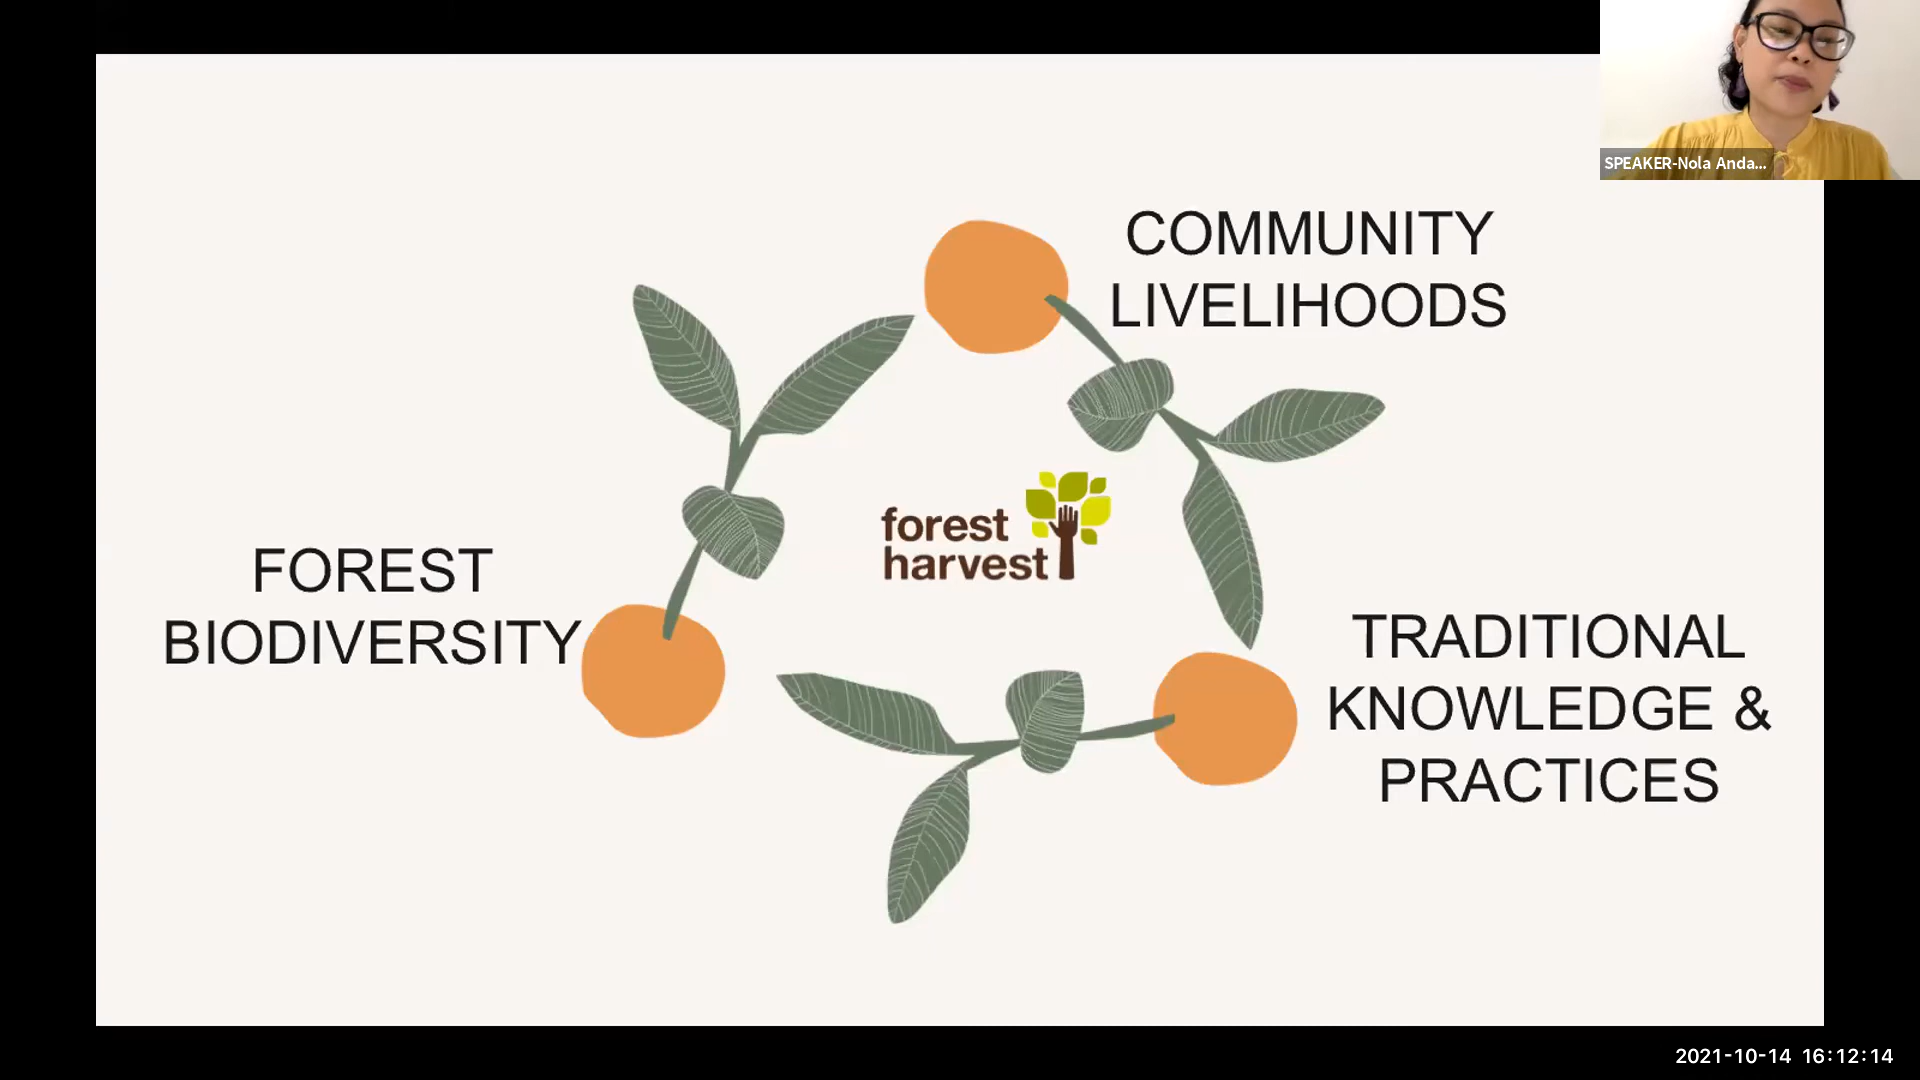 SPEAKER-Nola Anda...
COMMUNITY
LIVELIHOODS
forest
harvest
FOREST
BIODIVERSITY
TRADITIONAL
KNOWLEDGE &
PRACTICES
2021-10-14 16:12:14